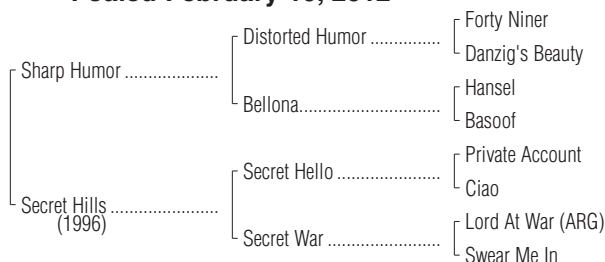 Foaled February 2012
Forty Niner
Distorted Humor ................
Danzig's Beauty
Sharp Humor .....................
Hansel
Bellona................................
Basoof
Private Account
Secret Hello .......................
Ciao
Secret Hills ........................
(1996)
Lord At War (ARG)
Secret War .........................
Swear Me In